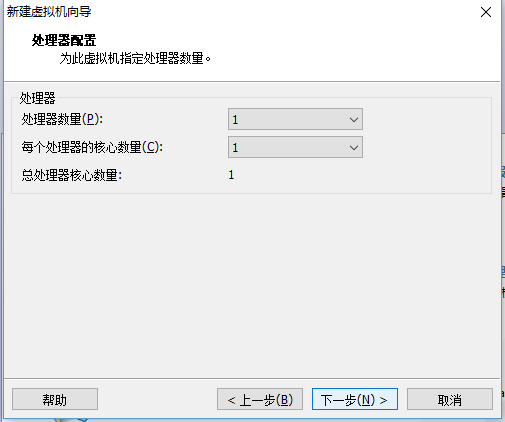 新建虚拟机向导
处理器配置
为此虚拟机指定处理器数量。
处理器
处理器数量(P): 1
每个处理器的核心数量(C): 1
总处理器核心数量: 1
帮助 < 上一步(B) 下一步(N) > 取消